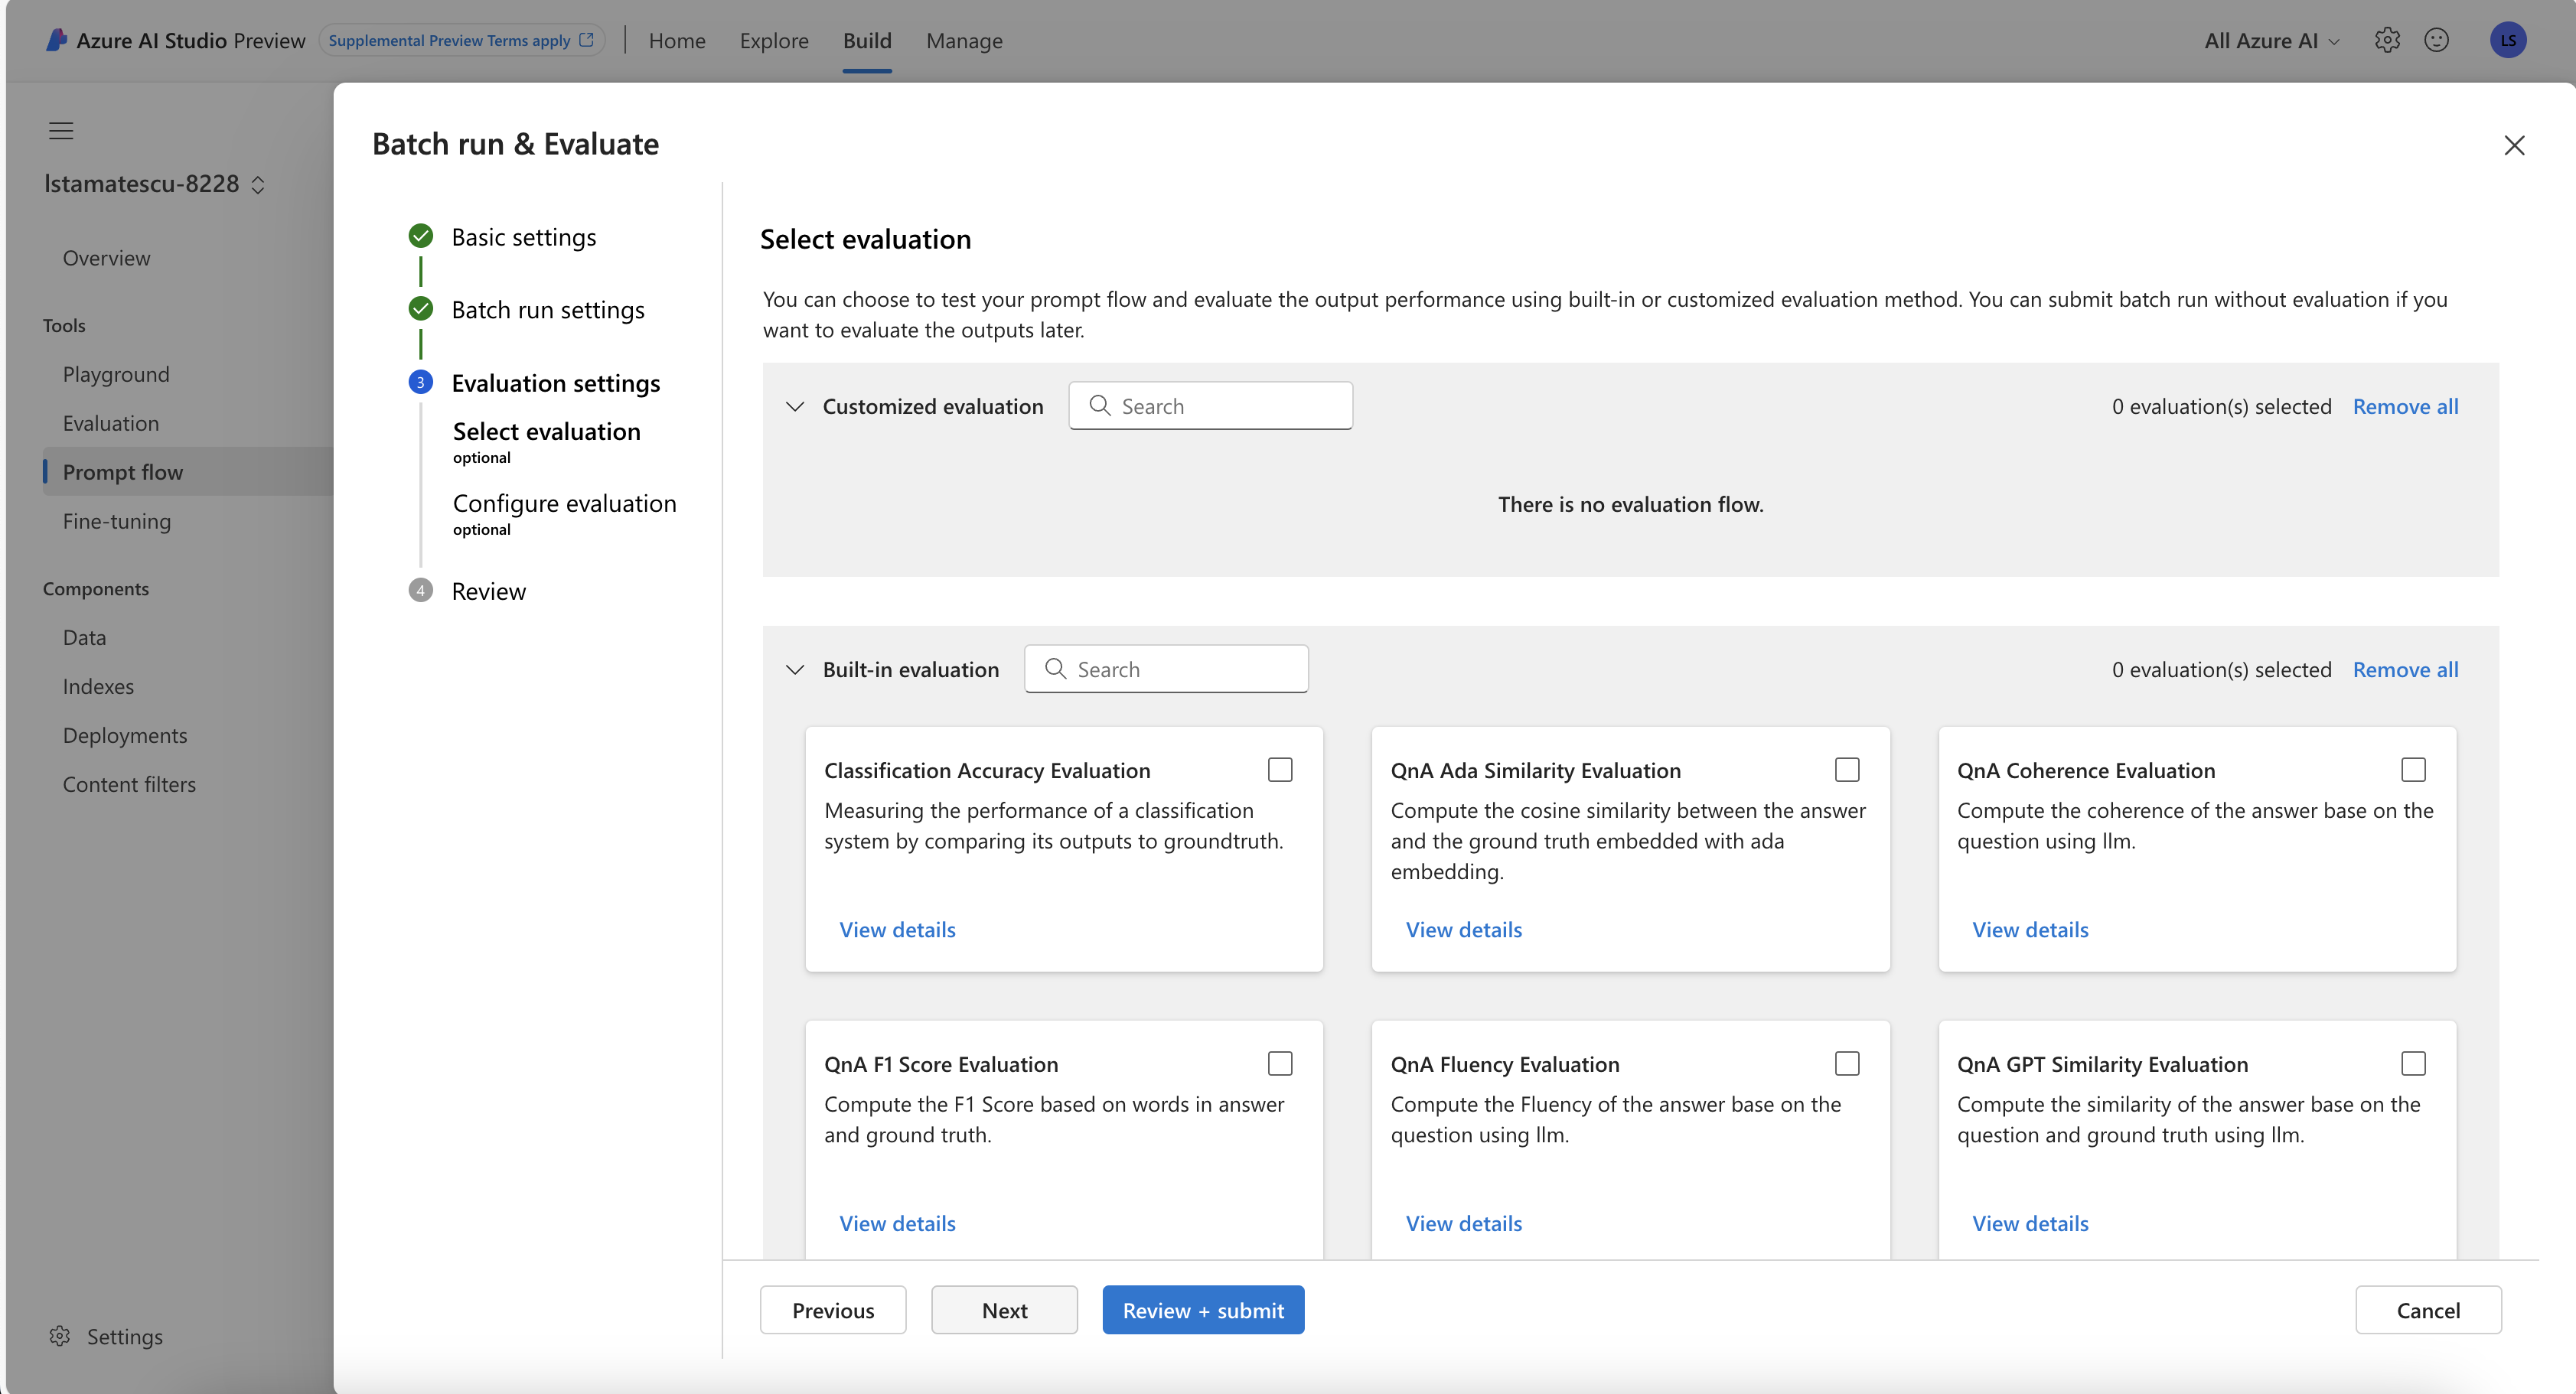 Azure AI Studio Preview
Supplemental Preview Terms apply
Home
Explore
Build
Manage
All Azure AI
LS
lstamatescu-8228
Overview
Tools
Playground
Evaluation
Prompt flow
Fine-tuning
Components
Data
Indexes
Deployments
Content filters
Settings
Batch run & Evaluate
Basic settings
Batch run settings
3
Evaluation settings
Select evaluation
optional
Configure evaluation
optional
4
Review
Select evaluation
You can choose to test your prompt flow and evaluate the output performance using built-in or customized evaluation method. You can submit batch run without evaluation if you
want to evaluate the outputs later.
Customized evaluation
Search
0 evaluation(s) selected
Remove all
There is no evaluation flow.
Built-in evaluation
Search
0 evaluation(s) selected
Remove all
Classification Accuracy Evaluation
Measuring the performance of a classification
system by comparing its outputs to groundtruth.
View details
QnA Ada Similarity Evaluation
Compute the cosine similarity between the answer
and the ground truth embedded with ada
embedding.
View details
QnA Coherence Evaluation
Compute the coherence of the answer base on the
question using llm.
View details
QnA F1 Score Evaluation
Compute the F1 Score based on words in answer
and ground truth.
View details
QnA Fluency Evaluation
Compute the Fluency of the answer base on the
question using llm.
View details
QnA GPT Similarity Evaluation
Compute the similarity of the answer base on the
question and ground truth using llm.
View details
Previous
Next
Review + submit
Cancel